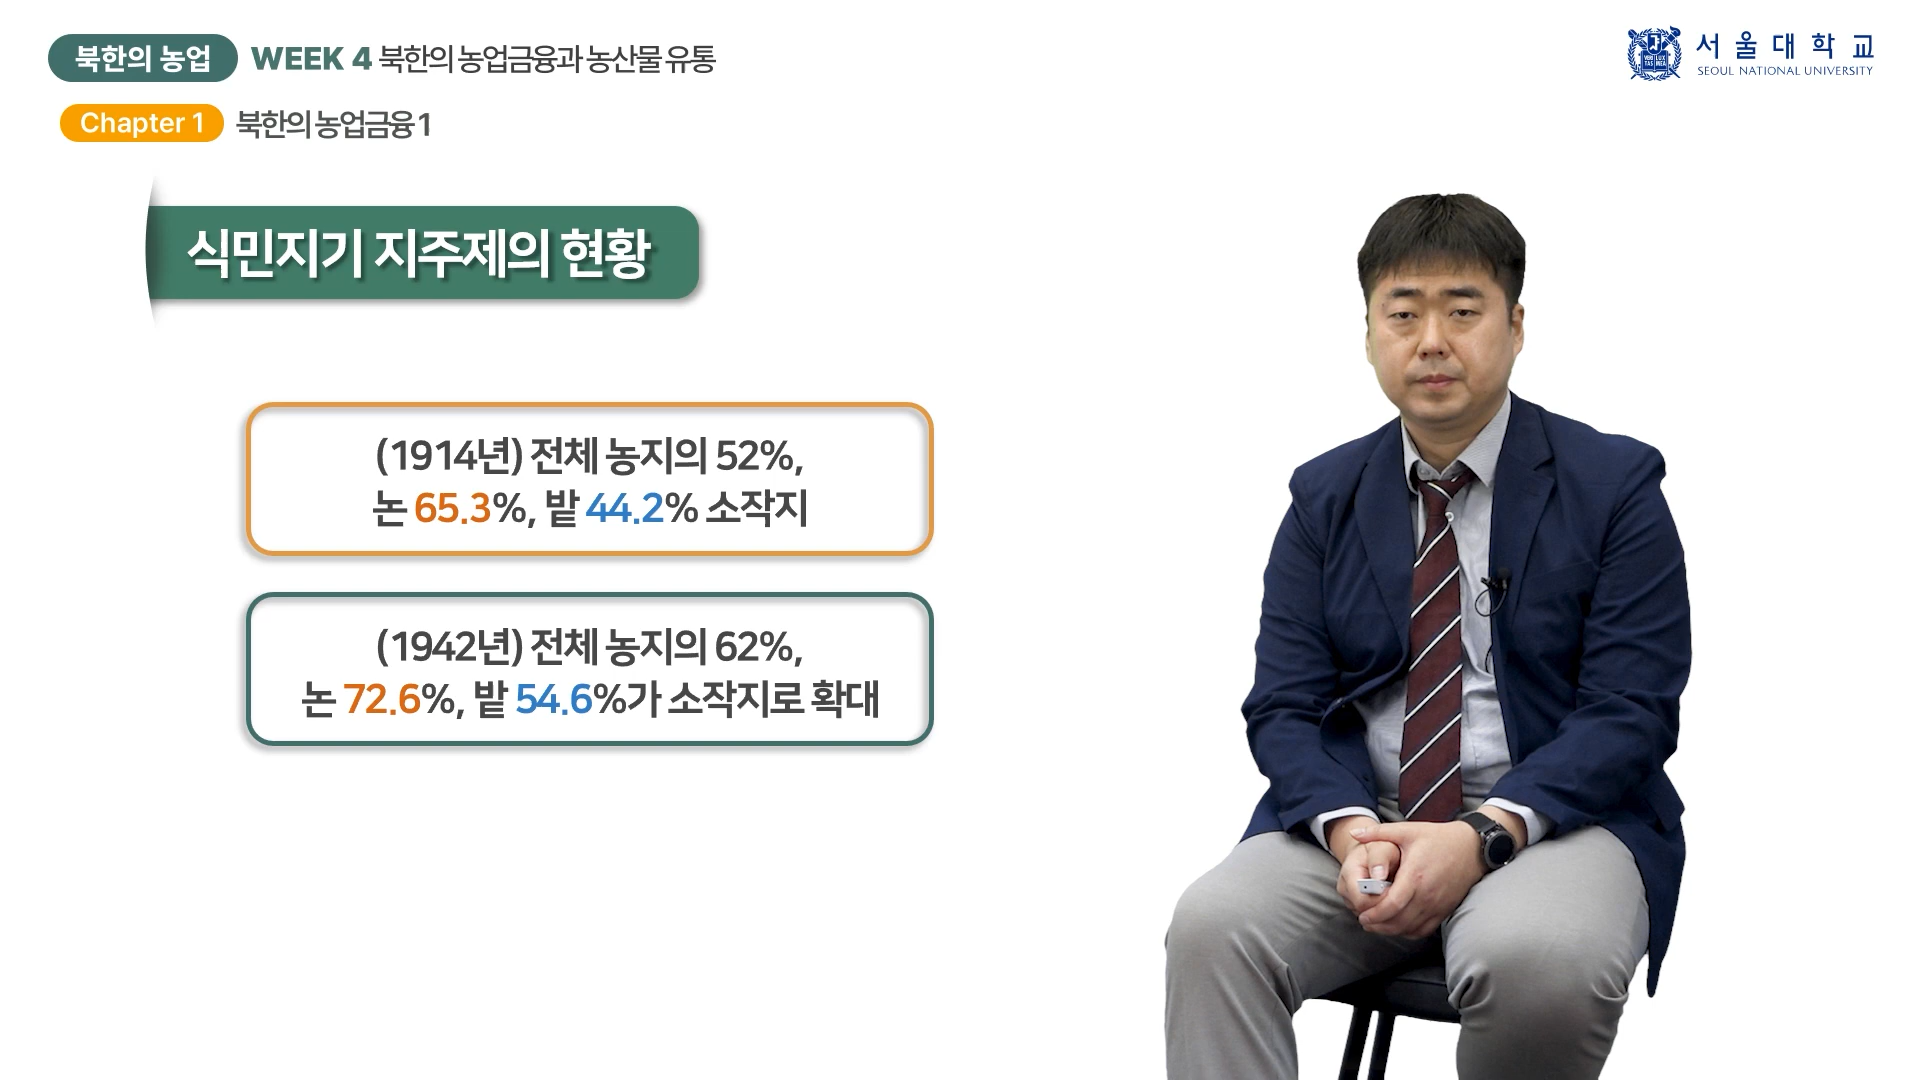 북한의 농업 WEEK 4 북한의 농업금융과 농산물 유통
서울대학교
SEOUL NATIONAL UNIVERSITY
Chapter 1 북한의 농업금융 1
식민지기 지주제의 현황
(1914년) 전체 농지의 52%,
논 65.3%, 밭 44.2% 소작지
(1942년) 전체 농지의 62%,
논 72.6%, 밭 54.6%가 소작지로 확대